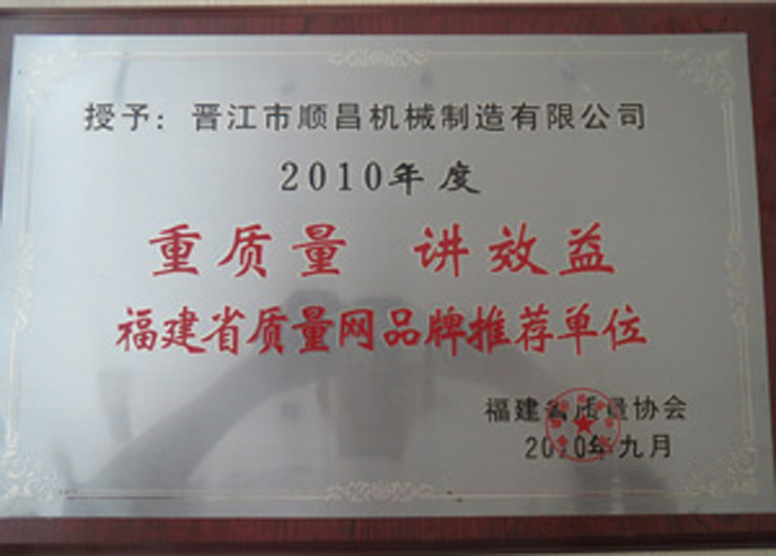 授予：晋江市顺昌机械制造有限公司
2010年度
重质量 讲效益
福建省质量网品牌推荐单位
福建省质量协会
2010年九月